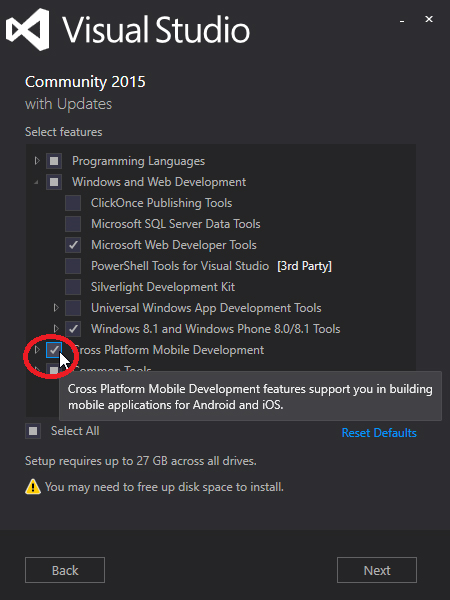 Visual Studio
Community 2015
with Updates
Select features
Programming Languages
Windows and Web Development
ClickOnce Publishing Tools
Microsoft SQL Server Data Tools
Microsoft Web Developer Tools
PowerShell Tools for Visual Studio [3rd Party]
Silverlight Development Kit
Universal Windows App Development Tools
Windows 8.1 and Windows Phone 8.0/8.1 Tools
Cross Platform Mobile Development
Common Tools
Cross Platform Mobile Development features support you in building
mobile applications for Android and iOS.
Select All
Reset Defaults
Setup requires up to 27 GB across all drives.
You may need to free up disk space to install.
Back
Next